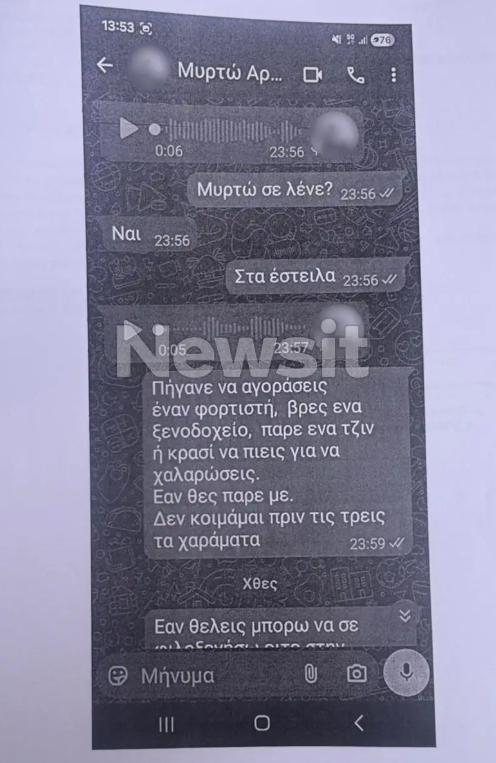 13:53
5G
76
Μυρτώ Αρ...
0:06
23:56
Μυρτώ σε λένε? 23:56
Ναι 23:56
Στα έστειλα 23:56
0:05
23:57
Newsit
Πήγανε να αγοράσεις
έναν φορτιστή, βρες ενα
ξενοδοχείο, παρε ενα τζιν
ή κρασί να πιεις για να
χαλαρώσεις.
Εαν θες παρε με.
Δεν κοιμάμαι πριν τις τρεις
τα χαράματα 23:59
Χθες
Εαν θελεις μπορω να σε
Μήνυμα